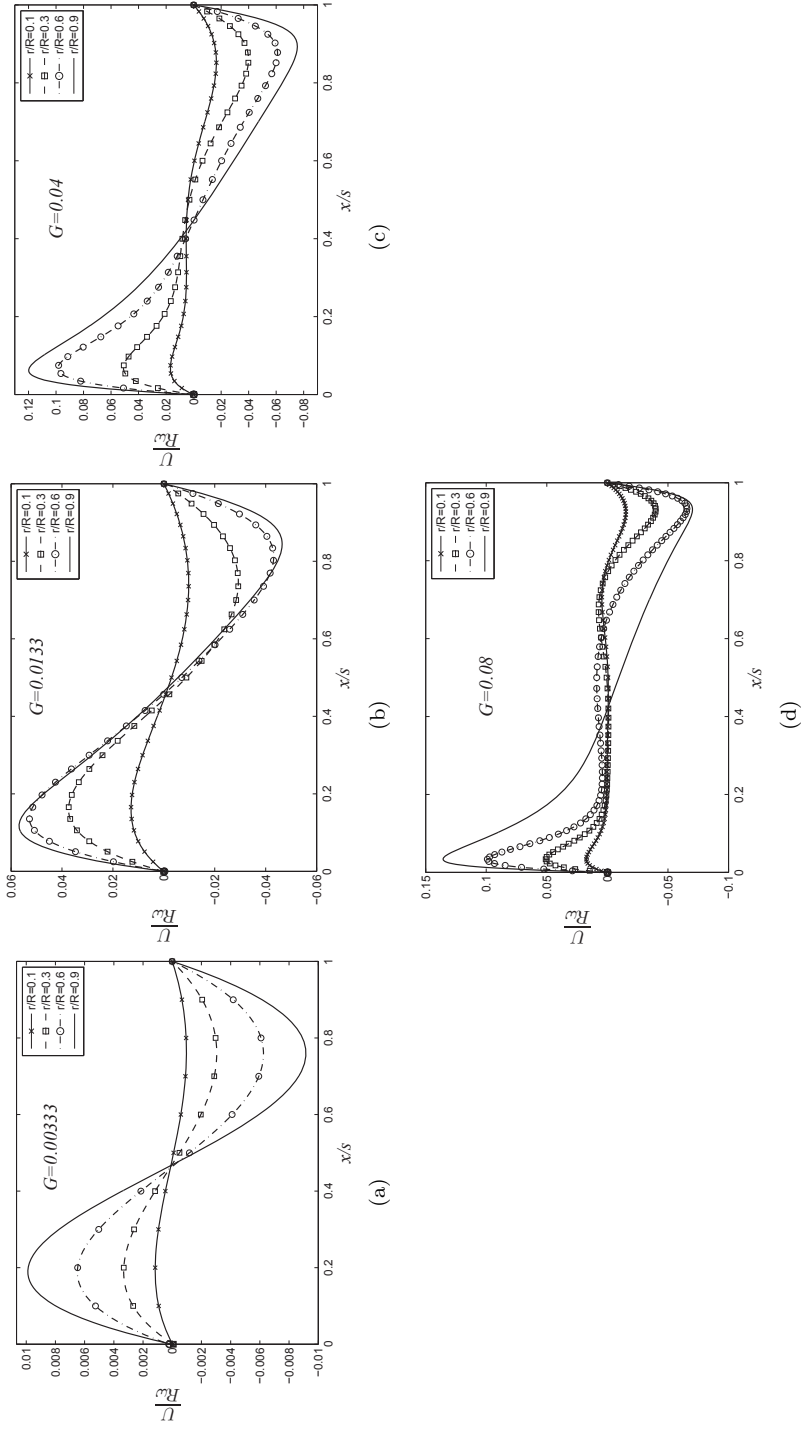 0.01
0.008
0.006
0.004
0.002
0
−0.002
−0.004
−0.006
−0.008
−0.01
U
Rω
0
0.2
0.4
0.6
0.8
1
x/s
G=0.00333
r/R=0.1
r/R=0.3
r/R=0.6
r/R=0.9
(a)
0.06
0.04
0.02
0
−0.02
−0.04
−0.06
U
Rω
0
0.2
0.4
0.6
0.8
1
x/s
G=0.0133
r/R=0.1
r/R=0.3
r/R=0.6
r/R=0.9
(b)
0.12
0.1
0.08
0.06
0.04
0.02
0
−0.02
−0.04
−0.06
−0.08
U
Rω
0
0.2
0.4
0.6
0.8
1
x/s
G=0.04
r/R=0.1
r/R=0.3
r/R=0.6
r/R=0.9
(c)
0.15
0.1
0.05
0
−0.05
−0.1
U
Rω
0
0.2
0.4
0.6
0.8
1
x/s
G=0.08
r/R=0.1
r/R=0.3
r/R=0.6
r/R=0.9
(d)